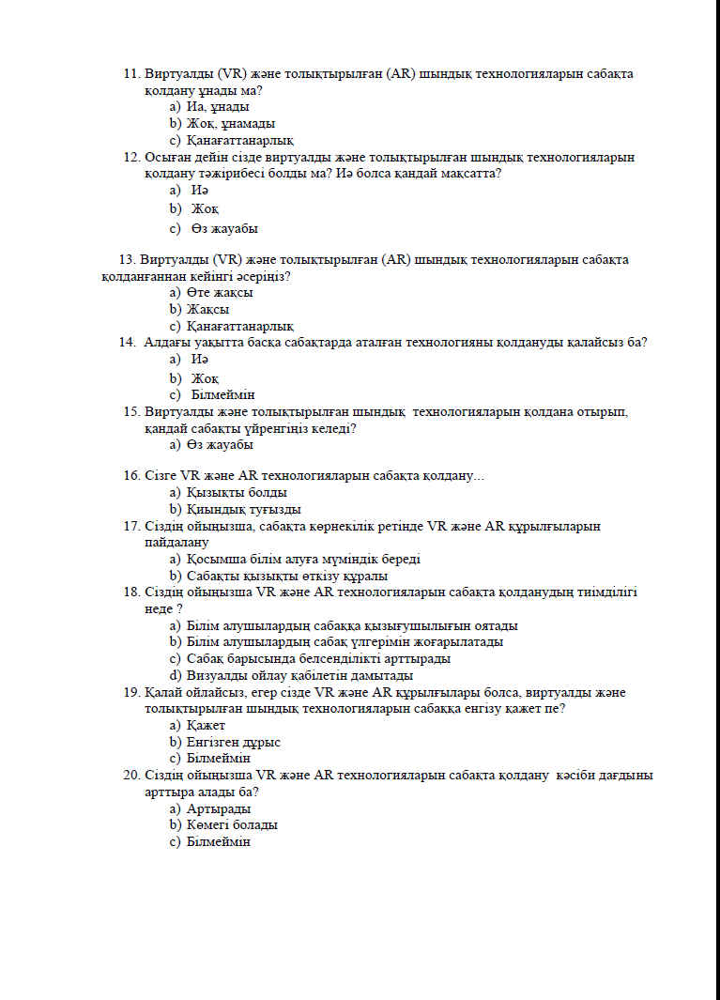 11. Виртуалды (VR) және толықтырылған (AR) шындық технологияларын сабақта
қолдану ұнады ма?
a) Иа, ұнады
b) Жоқ, ұнамады
c) Қанағаттанарлық
12. Осыған дейін сізде виртуалды және толықтырылған шындық технологияларын
қолдану тәжірибесі болды ма? Иә болса қандай мақсатта?
a) Иә
b) Жоқ
c) Өз жауабы
13. Виртуалды (VR) және толықтырылған (AR) шындық технологияларын сабақта
қолданғаннан кейінгі әсеріңіз?
a) Өте жақсы
b) Жақсы
c) Қанағаттанарлық
14. Алдағы уақытта басқа сабақтарда аталған технологияны қолдануды қалайсыз ба?
a) Иә
b) Жоқ
c) Білмеймін
15. Виртуалды және толықтырылған шындық технологияларын қолдана отырып,
қандай сабақты үйренгіңіз келеді?
a) Өз жауабы
16. Сізге VR және AR технологияларын сабақта қолдану...
a) Қызықты болды
b) Қиындық туғызды
17. Сіздің ойыңызша, сабақта көрнекілік ретінде VR және AR құрылғыларын
пайдалану
a) Қосымша білім алуға мүміндік береді
b) Сабақты қызықты өткізу құралы
18. Сіздің ойыңызша VR және AR технологияларын сабақта қолданудың тиімділігі
неде ?
a) Білім алушылардың сабаққа қызығушылығын оятады
b) Білім алушылардың сабақ үлгерімін жоғарылатады
c) Сабақ барысында белсенділікті арттырады
d) Визуалды ойлау қабілетін дамытады
19. Қалай ойлайсыз, егер сізде VR және AR құрылғылары болса, виртуалды және
толықтырылған шындық технологияларын сабаққа енгізу қажет пе?
a) Қажет
b) Енгізген дұрыс
c) Білмеймін
20. Сіздің ойыңызша VR және AR технологияларын сабақта қолдану кәсіби дағдыны
арттыра алады ба?
a) Артырады
b) Көмегі болады
c) Білмеймін